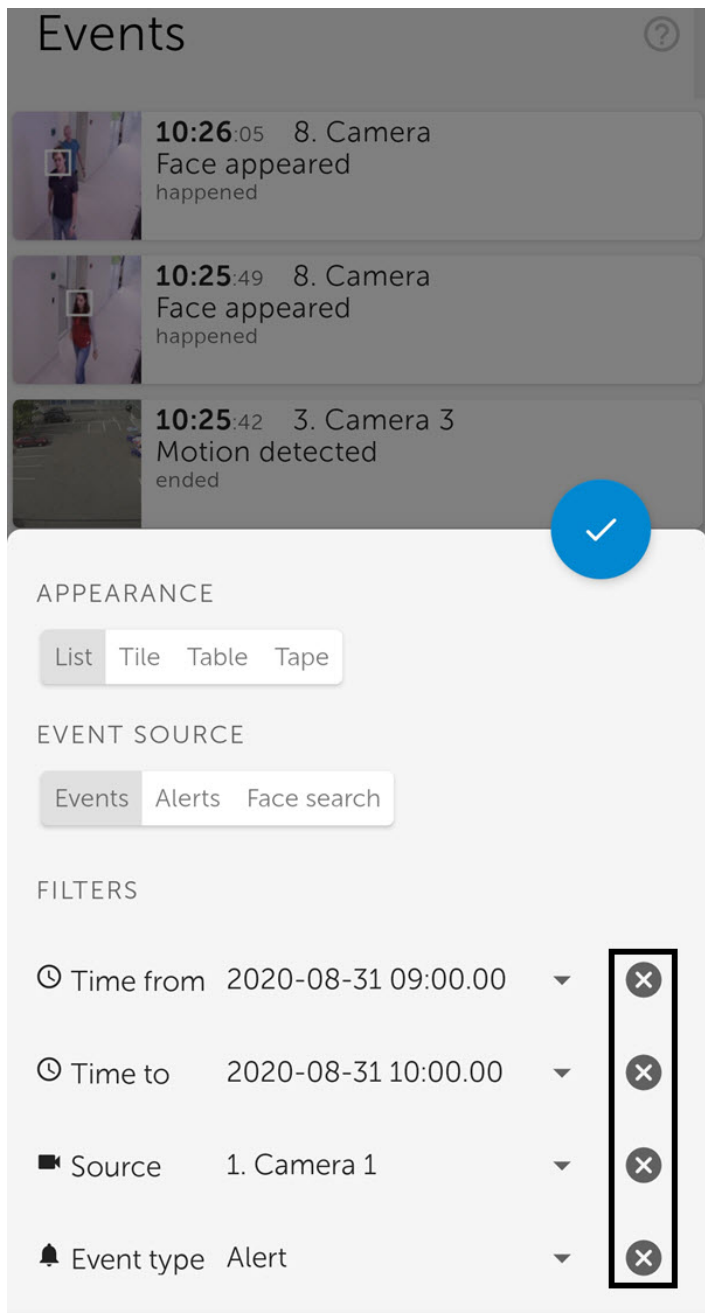 Events
10:26:05 8. Camera
Face appeared
happened
10:25:49 8. Camera
Face appeared
happened
10:25:42 3. Camera 3
Motion detected
ended
APPEARANCE
List Tile Table Tape
EVENT SOURCE
Events Alerts Face search
FILTERS
Time from 2020-08-31 09:00.00
Time to 2020-08-31 10:00.00
Source 1. Camera 1
Event type Alert